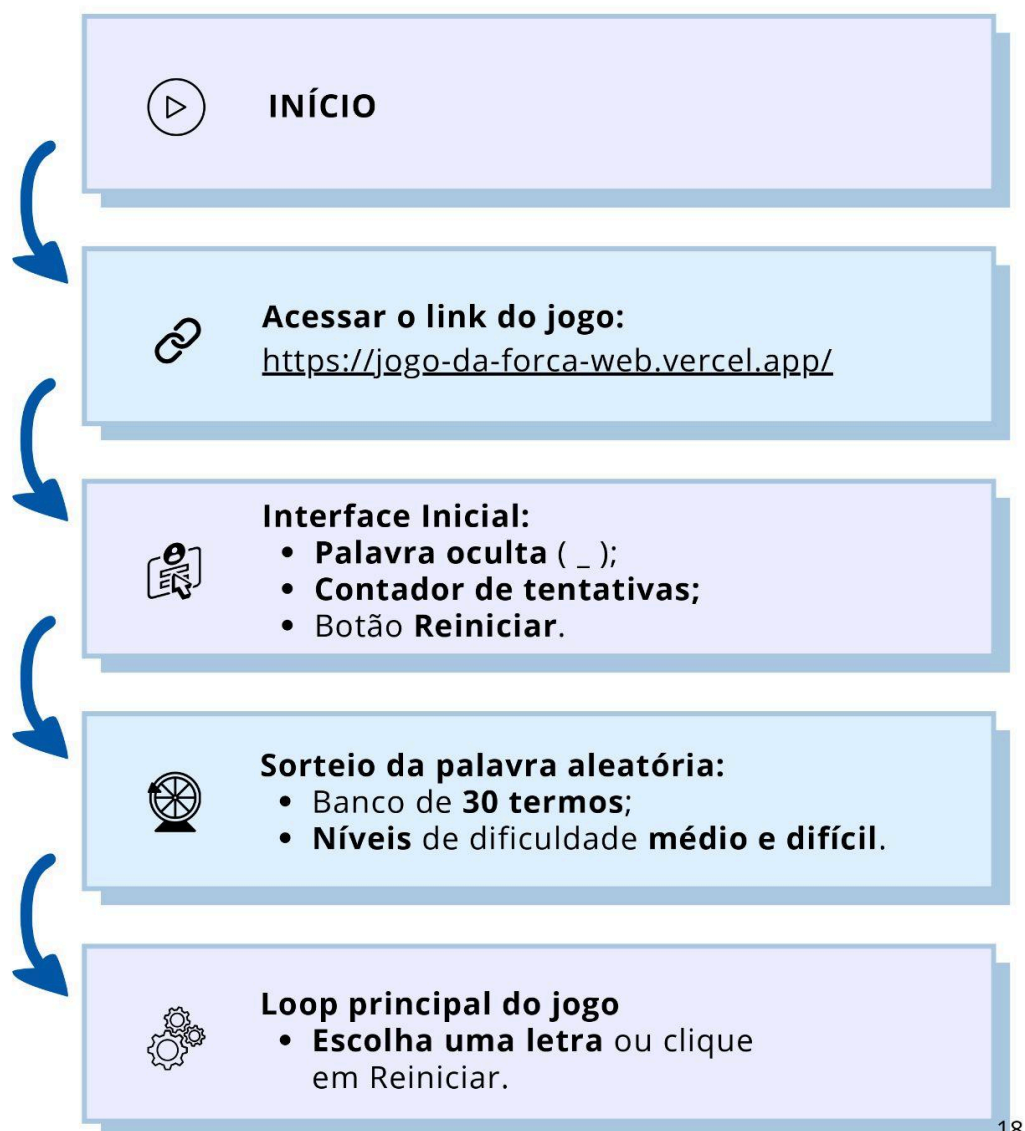 INÍCIO
Acessar o link do jogo:
https://jogo-da-forca-web.vercel.app/
Interface Inicial:
• Palavra oculta ( _ );
• Contador de tentativas;
• Botão Reiniciar.
Sorteio da palavra aleatória:
• Banco de 30 termos;
• Níveis de dificuldade médio e difícil.
Loop principal do jogo
• Escolha uma letra ou clique
em Reiniciar.
18